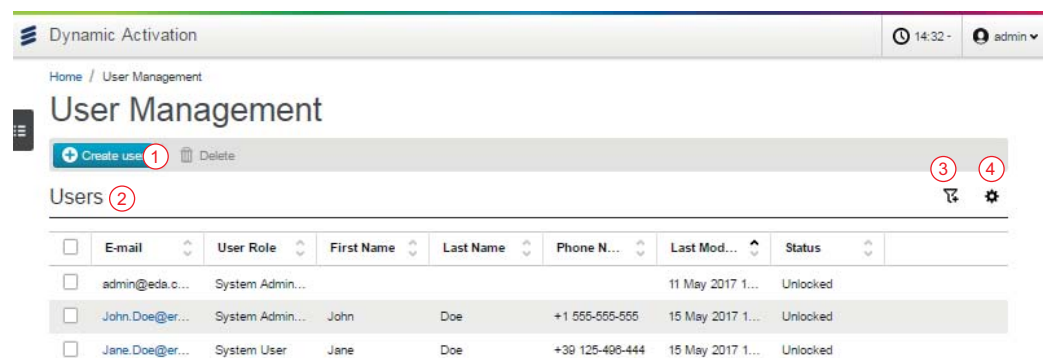 Dynamic Activation 14:32 - admin
Home / User Management
User Management
Create user 1 Delete
3 4
Users 2
E-mail User Role First Name Last Name Phone N... Last Mod... Status
admin@eda.c... System Admin... 11 May 2017 1... Unlocked
John.Doe@er... System Admin... John Doe +1 555-555-555 15 May 2017 1... Unlocked
Jane.Doe@er... System User Jane Doe +39 125-496-444 15 May 2017 1... Unlocked